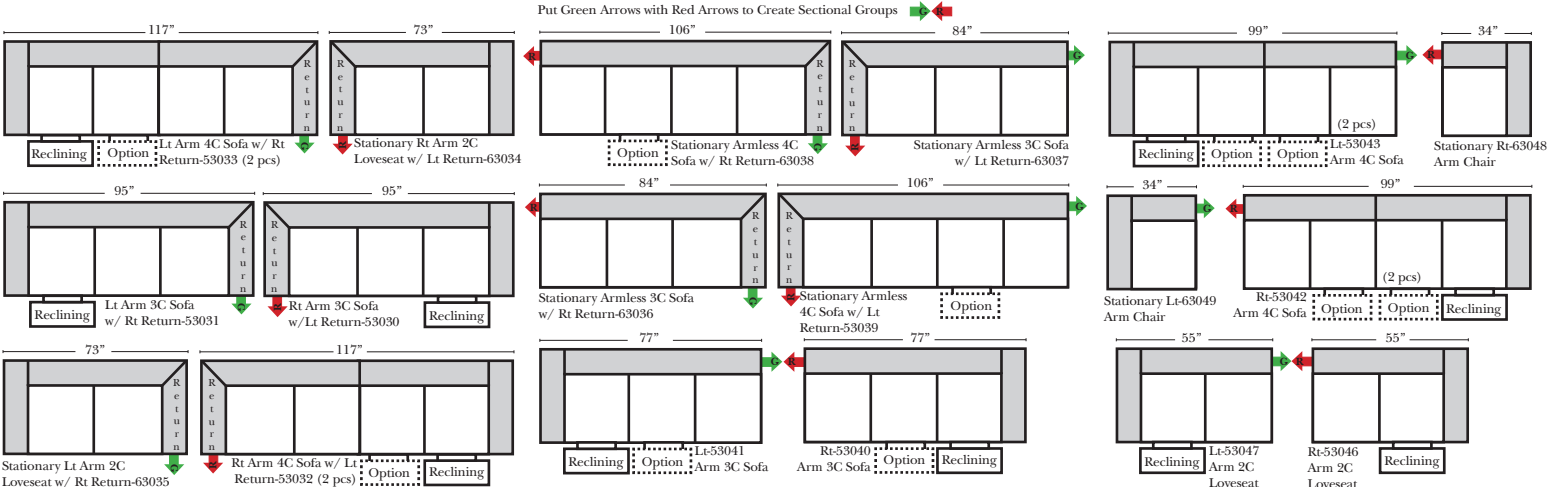 Put Green Arrows with Red Arrows to Create Sectional Groups G R
117"
Return
G
Reclining
Option
Lt Arm 4C Sofa w/ Rt
Return-53033 (2 pcs)
73"
Return
R
Stationary Rt Arm 2C
Loveseat w/ Lt Return-63034
106"
R
Return
G
Option
Stationary Armless 4C
Sofa w/ Rt Return-63038
84"
G
Return
R
Stationary Armless 3C Sofa
w/ Lt Return-63037
99"
G
(2 pcs)
Reclining
Option
Option
Lt-53043
Arm 4C Sofa
34"
R
Stationary Rt-63048
Arm Chair
95"
Return
G
Reclining
Lt Arm 3C Sofa
w/ Rt Return-53031
95"
Return
R
Rt Arm 3C Sofa
w/Lt Return-53030
Reclining
84"
R
Return
G
Stationary Armless 3C Sofa
w/ Rt Return-63036
106"
G
Return
R
Stationary Armless
4C Sofa w/ Lt
Return-53039
Option
34"
G
Stationary Lt-63049
Arm Chair
99"
R
(2 pcs)
Rt-53042
Arm 4C Sofa
Option
Option
Reclining
73"
Return
G
Stationary Lt Arm 2C
Loveseat w/ Rt Return-63035
117"
Return
R
Rt Arm 4C Sofa w/ Lt
Return-53032 (2 pcs)
Option
Reclining
77"
G
Reclining
Option
Lt-53041
Arm 3C Sofa
77"
R
Rt-53040
Arm 3C Sofa
Option
Reclining
55"
G
Reclining
Lt-53047
Arm 2C
Loveseat
55"
R
Rt-53046
Arm 2C
Loveseat
Reclining